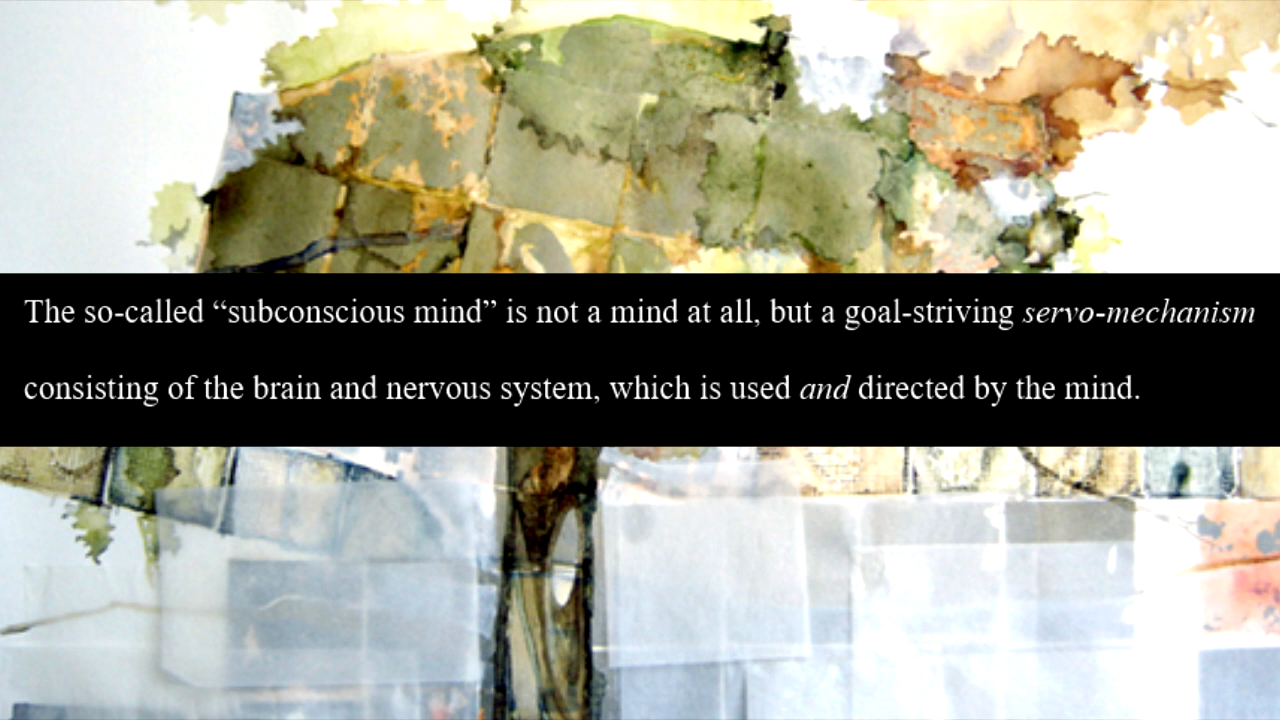 The so-called “subconscious mind” is not a mind at all, but a goal-striving servo-mechanism
consisting of the brain and nervous system, which is used and directed by the mind.